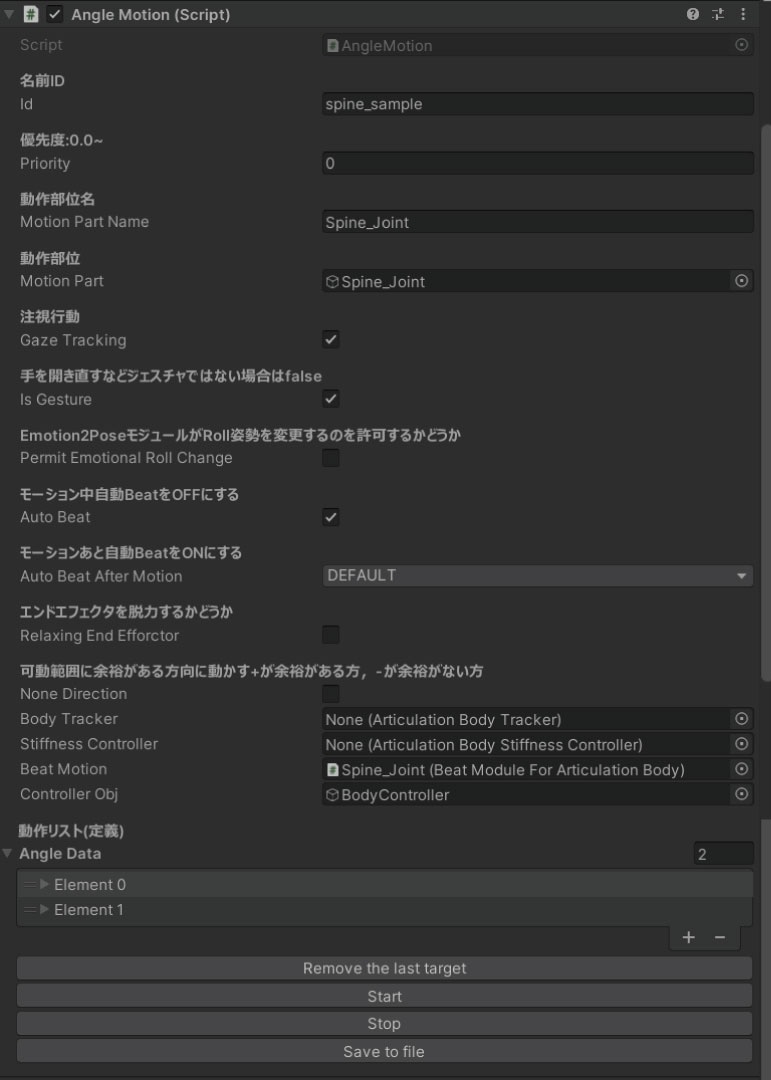 Angle Motion (Script)
Script AngleMotion
名前ID
Id spine_sample
優先度:0.0~
Priority 0
動作部位名
Motion Part Name Spine_Joint
動作部位
Motion Part Spine_Joint
注視行動
Gaze Tracking
手を開き直すなどジェスチャではない場合はfalse
Is Gesture
Emotion2PoseモジュールがRoll姿勢を変更するのを許可するかどうか
Permit Emotional Roll Change
モーション中自動BeatをOFFにする
Auto Beat
モーションあと自動BeatをONにする
Auto Beat After Motion DEFAULT
エンドエフェクタを脱力するかどうか
Relaxing End Efforctor
可動範囲に余裕がある方向に動かす+が余裕がある方，-が余裕がない方
None Direction
Body Tracker None (Articulation Body Tracker)
Stiffness Controller None (Articulation Body Stiffness Controller)
Beat Motion Spine_Joint (Beat Module For Articulation Body)
Controller Obj BodyController
動作リスト(定義)
Angle Data 2
Element 0
Element 1
+ −
Remove the last target
Start
Stop
Save to file